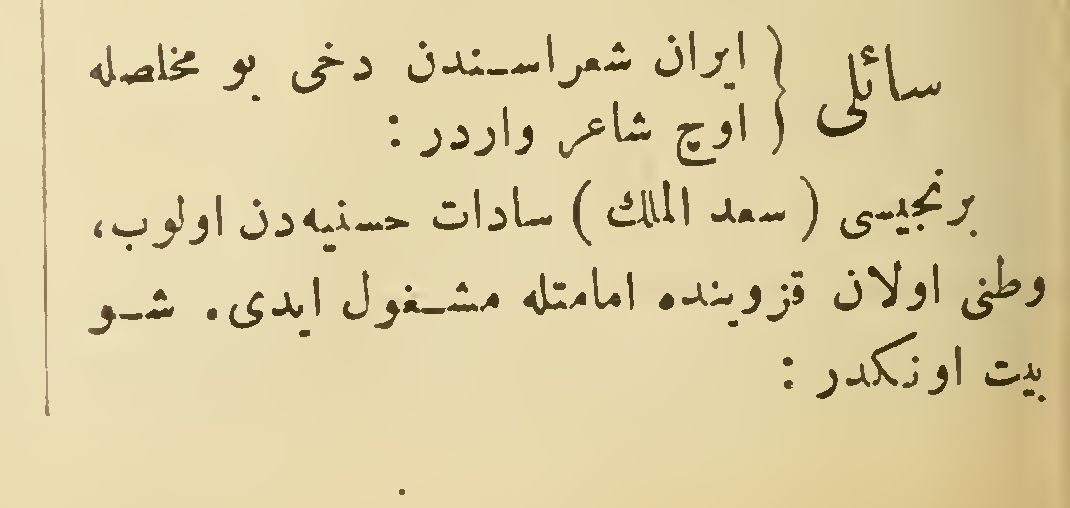 سائلی } ایران شعراسندن دخی بو مخلصله
اوچ شاعر واردر :
برنجیسی ( سعد الملك ) سادات حسنیه‌دن اولوب،
وطنی اولان قزوینده امامتله مشغول ایدی. شو
بیت اونکدر :